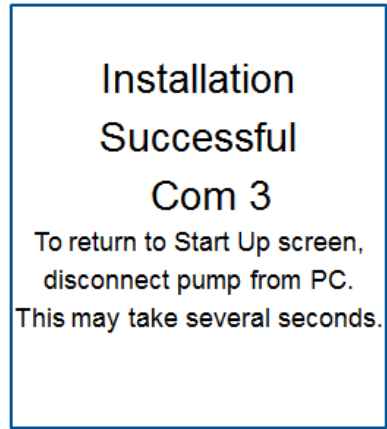 Installation
Successful
Com 3
To return to Start Up screen,
disconnect pump from PC.
This may take several seconds.